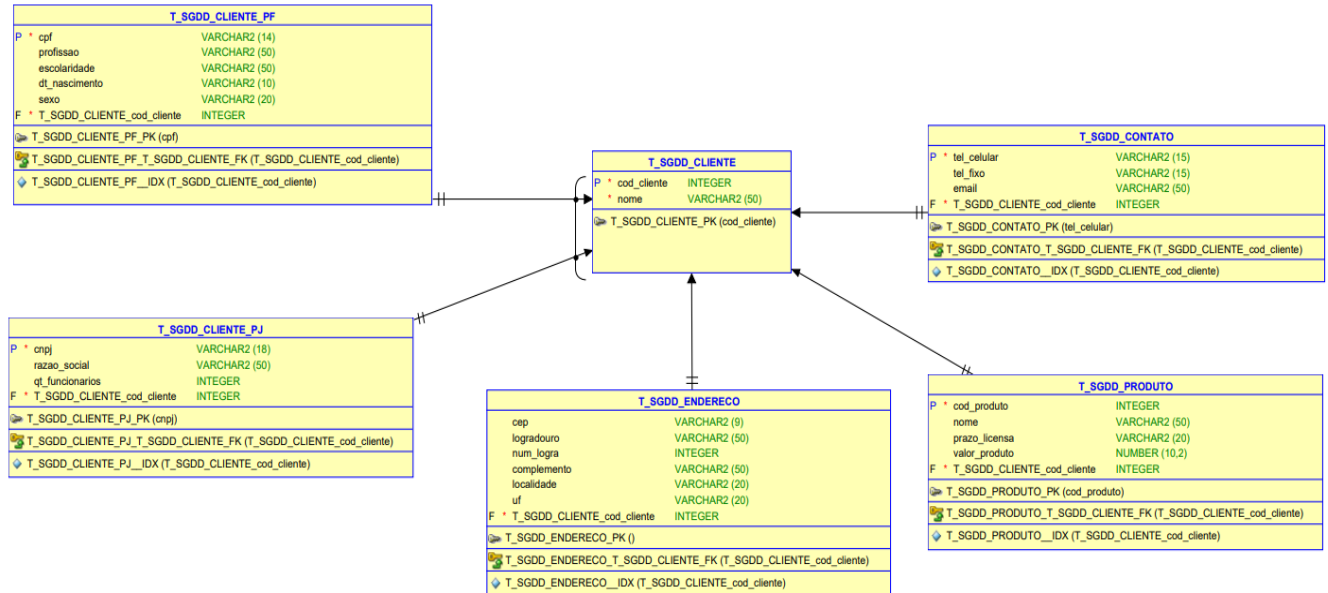 T_SGDD_CLIENTE_PF
P * cpf VARCHAR2 (14)
profissao VARCHAR2 (50)
escolaridade VARCHAR2 (50)
dt_nascimento VARCHAR2 (10)
sexo VARCHAR2 (20)
F * T_SGDD_CLIENTE_cod_cliente INTEGER
T_SGDD_CLIENTE_PF_PK (cpf)
T_SGDD_CLIENTE_PF_T_SGDD_CLIENTE_FK (T_SGDD_CLIENTE_cod_cliente)
T_SGDD_CLIENTE_PF__IDX (T_SGDD_CLIENTE_cod_cliente)
T_SGDD_CLIENTE
P * cod_cliente INTEGER
* nome VARCHAR2 (50)
T_SGDD_CLIENTE_PK (cod_cliente)
T_SGDD_CONTATO
P * tel_celular VARCHAR2 (15)
tel_fixo VARCHAR2 (15)
email VARCHAR2 (50)
F * T_SGDD_CLIENTE_cod_cliente INTEGER
T_SGDD_CONTATO_PK (tel_celular)
T_SGDD_CONTATO_T_SGDD_CLIENTE_FK (T_SGDD_CLIENTE_cod_cliente)
T_SGDD_CONTATO__IDX (T_SGDD_CLIENTE_cod_cliente)
T_SGDD_CLIENTE_PJ
P * cnpj VARCHAR2 (18)
razao_social VARCHAR2 (50)
qt_funcionarios INTEGER
F * T_SGDD_CLIENTE_cod_cliente INTEGER
T_SGDD_CLIENTE_PJ_PK (cnpj)
T_SGDD_CLIENTE_PJ_T_SGDD_CLIENTE_FK (T_SGDD_CLIENTE_cod_cliente)
T_SGDD_CLIENTE_PJ__IDX (T_SGDD_CLIENTE_cod_cliente)
T_SGDD_ENDERECO
cep VARCHAR2 (9)
logradouro VARCHAR2 (50)
num_logra INTEGER
complemento VARCHAR2 (50)
localidade VARCHAR2 (20)
uf VARCHAR2 (20)
F * T_SGDD_CLIENTE_cod_cliente INTEGER
T_SGDD_ENDERECO_PK ()
T_SGDD_ENDERECO_T_SGDD_CLIENTE_FK (T_SGDD_CLIENTE_cod_cliente)
T_SGDD_ENDERECO__IDX (T_SGDD_CLIENTE_cod_cliente)
T_SGDD_PRODUTO
P * cod_produto INTEGER
nome VARCHAR2 (50)
prazo_licensa VARCHAR2 (20)
valor_produto NUMBER (10,2)
F * T_SGDD_CLIENTE_cod_cliente INTEGER
T_SGDD_PRODUTO_PK (cod_produto)
T_SGDD_PRODUTO_T_SGDD_CLIENTE_FK (T_SGDD_CLIENTE_cod_cliente)
T_SGDD_PRODUTO__IDX (T_SGDD_CLIENTE_cod_cliente)